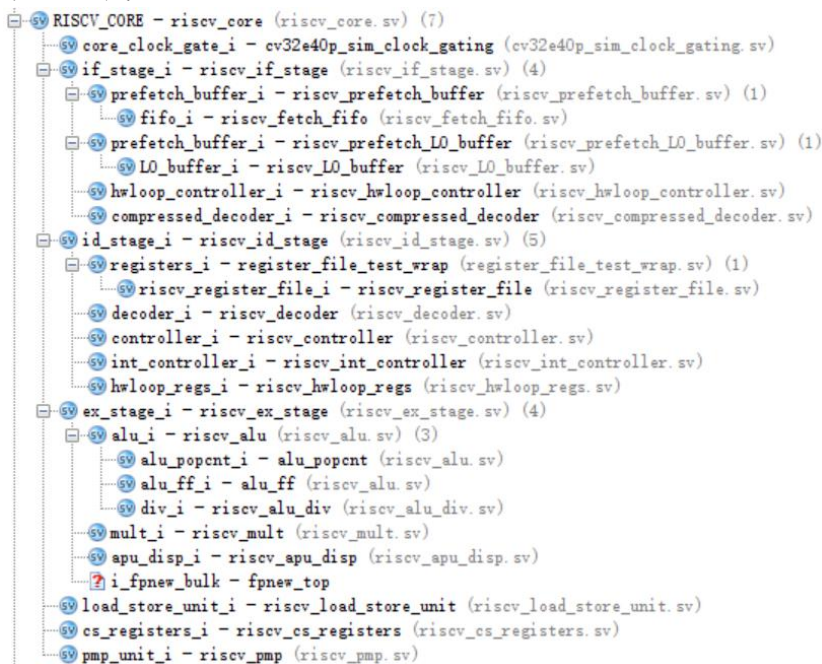 RISCV_CORE - riscv_core (riscv_core.sv) (7)
core_clock_gate_i - cv32e40p_sim_clock_gating (cv32e40p_sim_clock_gating.sv)
if_stage_i - riscv_if_stage (riscv_if_stage.sv) (4)
prefetch_buffer_i - riscv_prefetch_buffer (riscv_prefetch_buffer.sv) (1)
fifo_i - riscv_fetch_fifo (riscv_fetch_fifo.sv)
prefetch_buffer_i - riscv_prefetch_L0_buffer (riscv_prefetch_L0_buffer.sv) (1)
L0_buffer_i - riscv_L0_buffer (riscv_L0_buffer.sv)
hwloop_controller_i - riscv_hwloop_controller (riscv_hwloop_controller.sv)
compressed_decoder_i - riscv_compressed_decoder (riscv_compressed_decoder.sv)
id_stage_i - riscv_id_stage (riscv_id_stage.sv) (5)
registers_i - register_file_test_wrap (register_file_test_wrap.sv) (1)
riscv_register_file_i - riscv_register_file (riscv_register_file.sv)
decoder_i - riscv_decoder (riscv_decoder.sv)
controller_i - riscv_controller (riscv_controller.sv)
int_controller_i - riscv_int_controller (riscv_int_controller.sv)
hwloop_regs_i - riscv_hwloop_regs (riscv_hwloop_regs.sv)
ex_stage_i - riscv_ex_stage (riscv_ex_stage.sv) (4)
alu_i - riscv_alu (riscv_alu.sv) (3)
alu_popcnt_i - alu_popcnt (riscv_alu.sv)
alu_ff_i - alu_ff (riscv_alu.sv)
div_i - riscv_alu_div (riscv_alu_div.sv)
mult_i - riscv_mult (riscv_mult.sv)
apu_disp_i - riscv_apu_disp (riscv_apu_disp.sv)
i_fpnew_bulk - fpnew_top
load_store_unit_i - riscv_load_store_unit (riscv_load_store_unit.sv)
cs_registers_i - riscv_cs_registers (riscv_cs_registers.sv)
pmp_unit_i - riscv_pmp (riscv_pmp.sv)